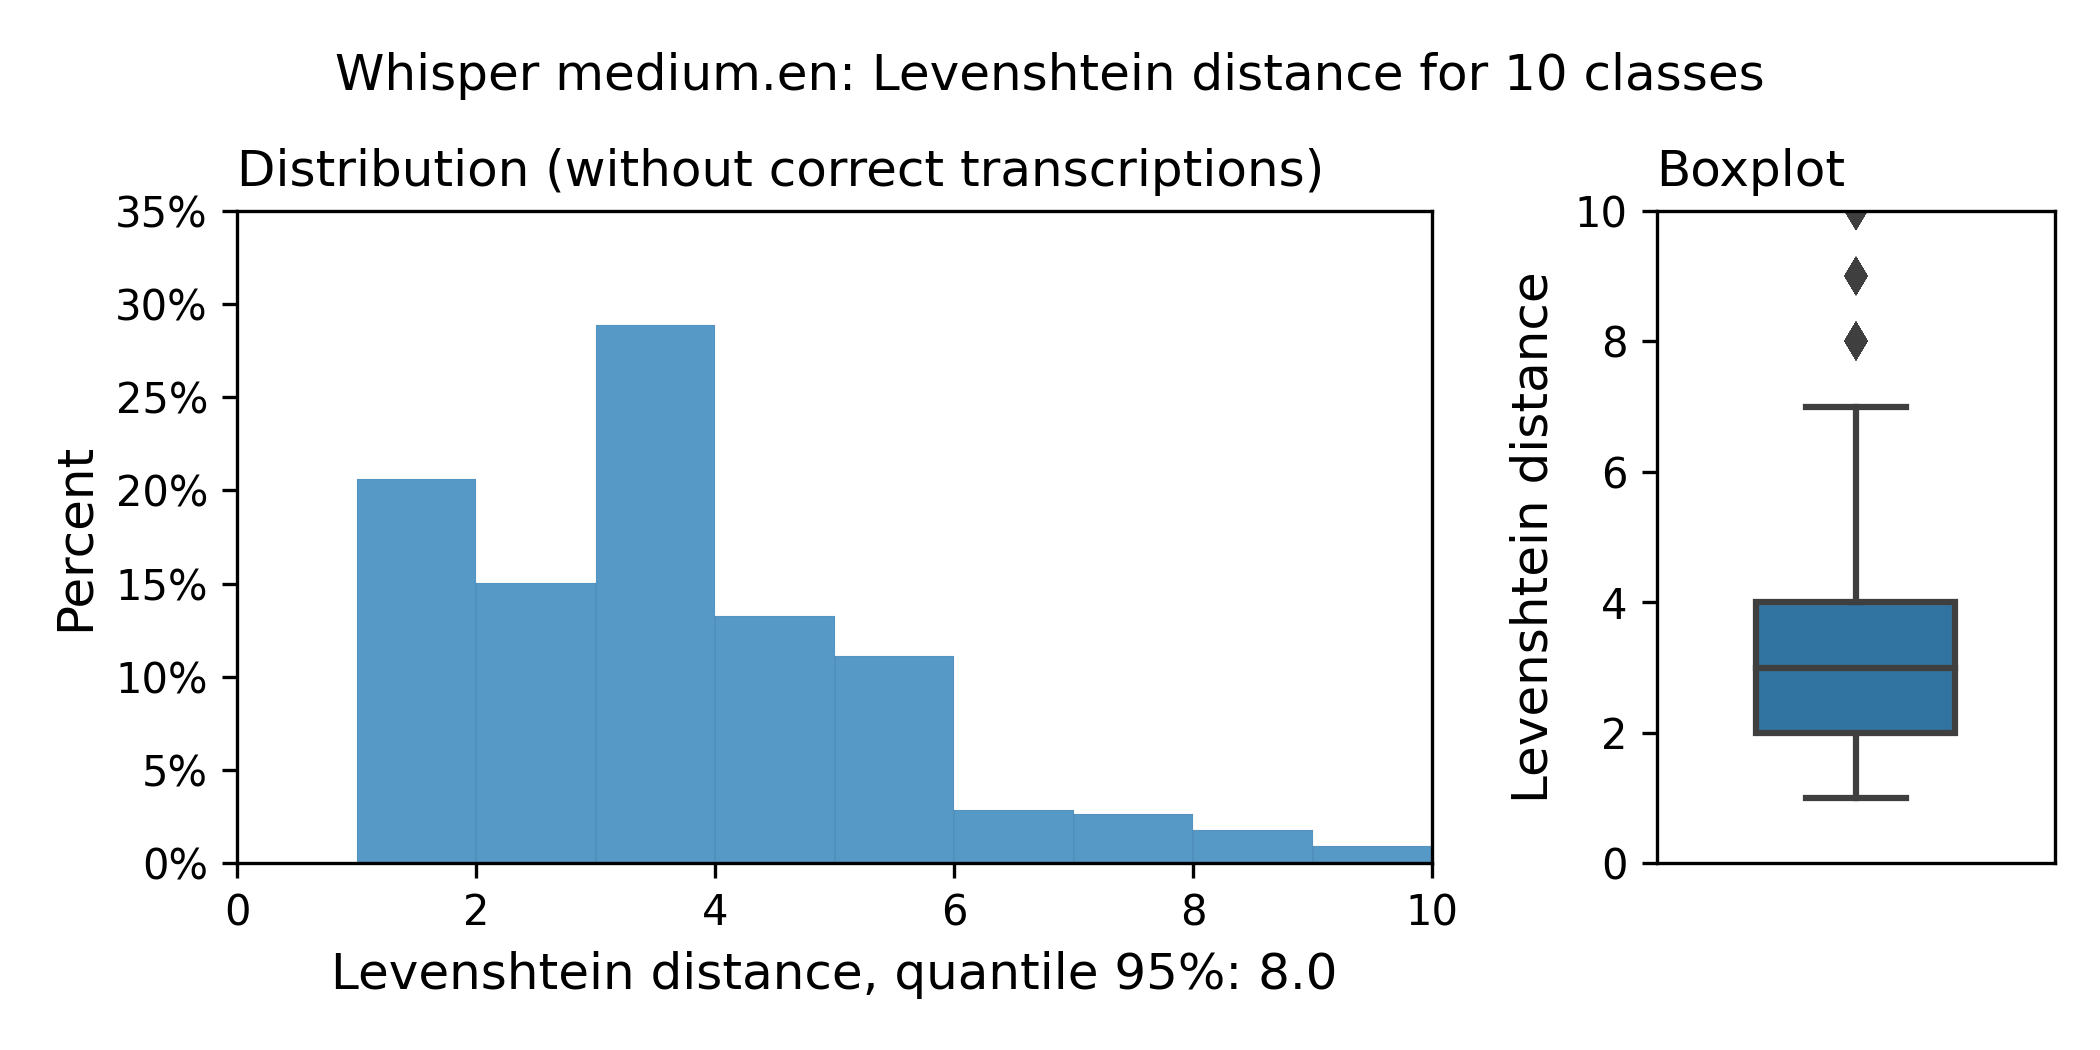 Whisper medium.en: Levenshtein distance for 10 classes
Distribution (without correct transcriptions)
35%
30%
25%
20%
15%
10%
5%
0%
Percent
0 2 4 6 8 10
Levenshtein distance, quantile 95%: 8.0
Boxplot
10
8
6
4
2
0
Levenshtein distance